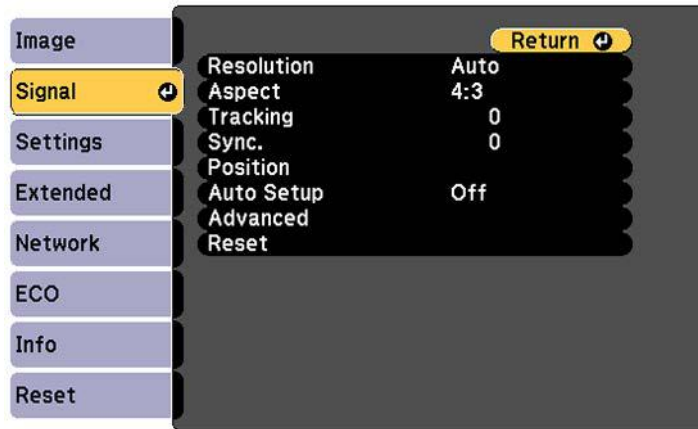 Image
Signal
Settings
Extended
Network
ECO
Info
Reset
Return
Resolution Auto
Aspect 4:3
Tracking 0
Sync. 0
Position
Auto Setup Off
Advanced
Reset